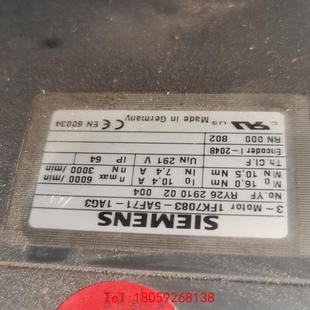 SIEMENS
3~Motor 1FK7083-5AF71-1AG3
No.YF RY26 2910 02 004
M₀ 16.0 Nm I₀ 10.4 A nmax 6000 /min
MN 10.5 Nm IN 7.4 A nN 3000 /min
UIN 291 V IP 64
Th.Cl.F
Encoder I-2048
RN 000 B02
EN 60034
Made in Germany
c US
Tel:18059268138